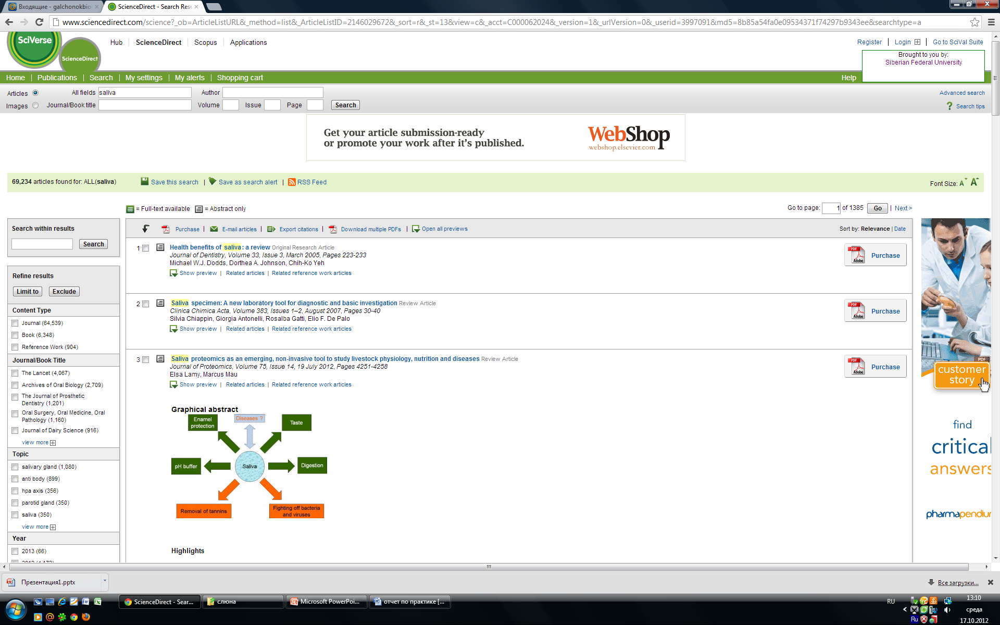 Входящие - galchonokbio
ScienceDirect - Search Res
www.sciencedirect.com/science?_ob=ArticleListURL&_method=list&_ArticleListID=2146029672&_sort=r&_st=13&view=c&_acct=C000062024&_version=1&_urlVersion=0&_userid=3997091&md5=8b85a54fa0e09534371f74297b9343ee&searchtype=a
SciVerse
ScienceDirect
Hub ScienceDirect Scopus Applications
Register Login Go to SciVal Suite
Brought to you by:
Siberian Federal University
Home | Publications | Search | My settings | My alerts | Shopping cart
Help
Articles All fields saliva Author
Advanced search
Images Journal/Book title Volume Issue Page Search
? Search tips
Get your article submission-ready
or promote your work after it's published.
WebShop
webshop.elsevier.com
69,234 articles found for: ALL(saliva)
Save this search | Save as search alert | RSS Feed
Font Size: A A
= Full-text available = Abstract only
Go to page: 1 of 1385 Go | Next >
Search within results
Search
Refine results
Limit to Exclude
Content Type
Journal (64,539)
Book (6,348)
Reference Work (904)
Journal/Book Title
The Lancet (4,067)
Archives of Oral Biology (2,709)
The Journal of Prosthetic
Dentistry (1,201)
Oral Surgery, Oral Medicine, Oral
Pathology (1,160)
Journal of Dairy Science (916)
view more
Topic
salivary gland (1,080)
anti body (899)
hpa axis (356)
parotid gland (350)
saliva (350)
view more
Year
2013 (66)
Purchase | E-mail articles | Export citations | Download multiple PDFs | Open all previews
Sort by: Relevance | Date
1 Health benefits of saliva: a review Original Research Article
Journal of Dentistry, Volume 33, Issue 3, March 2005, Pages 223-233
Michael W.J. Dodds, Dorthea A. Johnson, Chih-Ko Yeh
Show preview | Related articles | Related reference work articles
PDF Adobe Purchase
2 Saliva specimen: A new laboratory tool for diagnostic and basic investigation Review Article
Clinica Chimica Acta, Volume 383, Issues 1–2, August 2007, Pages 30-40
Silvia Chiappin, Giorgia Antonelli, Rosalba Gatti, Elio F. De Palo
Show preview | Related articles | Related reference work articles
PDF Adobe Purchase
3 Saliva proteomics as an emerging, non-invasive tool to study livestock physiology, nutrition and diseases Review Article
Journal of Proteomics, Volume 75, Issue 14, 19 July 2012, Pages 4251-4258
Elsa Lamy, Marcus Mau
Show preview | Related articles | Related reference work articles
PDF Adobe Purchase
Graphical abstract
Enamel
protection
Diseases ?
Taste
pH buffer
Saliva
Digestion
Removal of tannins
Fighting off bacteria
and viruses
Highlights
PDF
customer
story
find
critical
answers
pharmapendiu
Презентация1.pptx
Все загрузки...
ScienceDirect - Sear...
слюна
Microsoft PowerPoi...
отчет по практике [...
RU
13:10
среда
Ru
17.10.2012